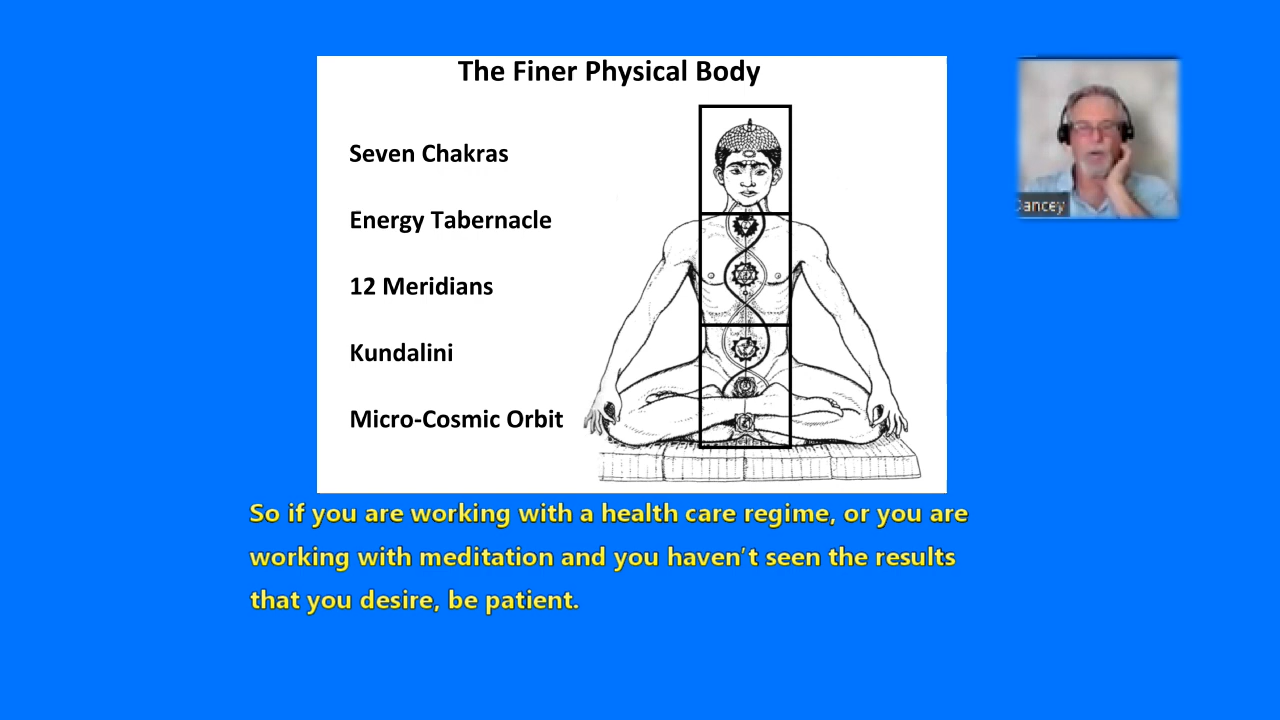 The Finer Physical Body
Seven Chakras
Energy Tabernacle
12 Meridians
Kundalini
Micro-Cosmic Orbit
Dancey
So if you are working with a health care regime, or you are
working with meditation and you haven't seen the results
that you desire, be patient.